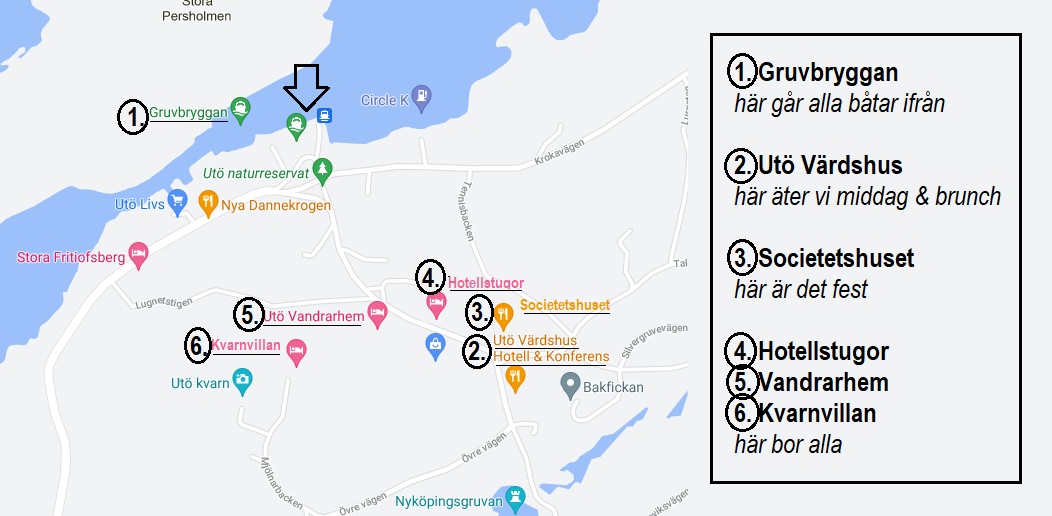 Stora
Persholmen
Circle K
1.
Gruvbryggan
Utö naturreservat
Krokavägen
Utö Livs
Nya Dannekrogen
Tennisbacken
Stora Fritiofsberg
Tal
4.
Hotellstugor
Lugnetstigen
3.
Societetshuset
5.
Utö Vandrarhem
Silvergruvevägen
6.
Kvarnvillan
2.
Utö Värdshus
Hotell & Konferens
Utö kvarn
Bakfickan
Övre vägen
Mjölnarbacken
Övre vägen
Nyköpingsgruvan
1. Gruvbryggan
här går alla båtar ifrån
2. Utö Värdshus
här äter vi middag & brunch
3. Societetshuset
här är det fest
4. Hotellstugor
5. Vandrarhem
6. Kvarnvillan
här bor alla